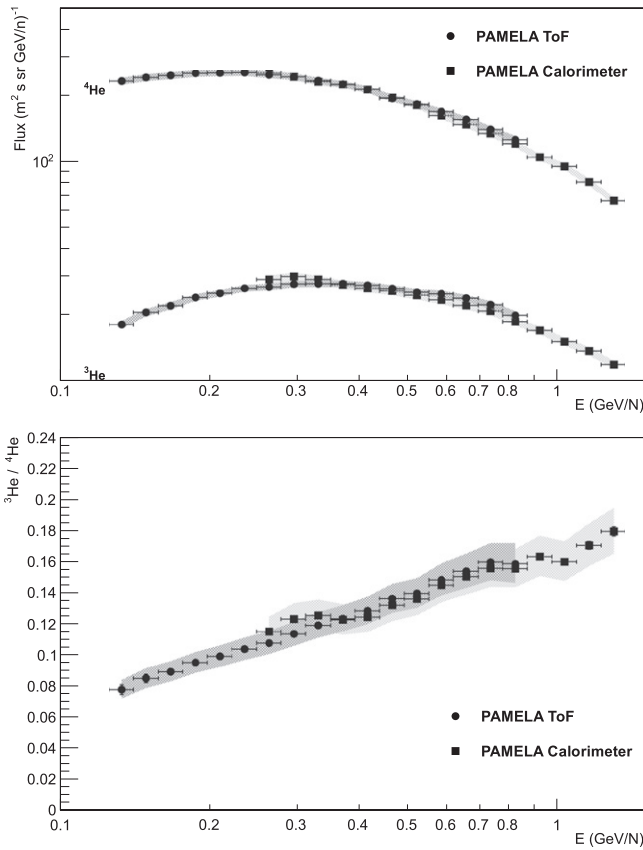 Flux (m² s sr GeV/n)⁻¹
10²
⁴He
³He
PAMELA ToF
PAMELA Calorimeter
0.1 0.2 0.3 0.4 0.5 0.6 0.7 0.8 1
E (GeV/N)
³He / ⁴He
0.24
0.22
0.2
0.18
0.16
0.14
0.12
0.1
0.08
0.06
0.04
0.02
0
PAMELA ToF
PAMELA Calorimeter
0.1 0.2 0.3 0.4 0.5 0.6 0.7 0.8 1
E (GeV/N)